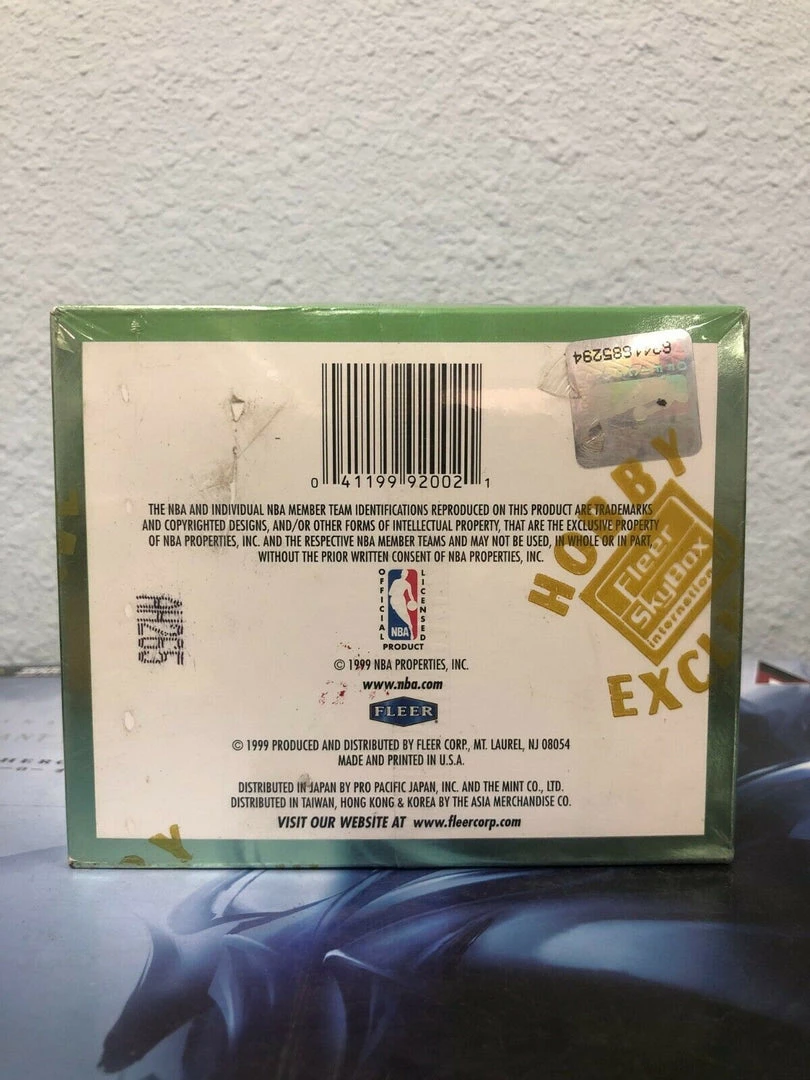 6241685294
0 41199 92002 1
THE NBA AND INDIVIDUAL NBA MEMBER TEAM IDENTIFICATIONS REPRODUCED ON THIS PRODUCT ARE TRADEMARKS
AND COPYRIGHTED DESIGNS, AND/OR OTHER FORMS OF INTELLECTUAL PROPERTY, THAT ARE THE EXCLUSIVE PROPERTY
OF NBA PROPERTIES, INC. AND THE RESPECTIVE NBA MEMBER TEAMS AND MAY NOT BE USED, IN WHOLE OR IN PART,
WITHOUT THE PRIOR WRITTEN CONSENT OF NBA PROPERTIES, INC.
HOBBY
Fleer
SkyBox
International
EXCLU
OFFICIAL LICENSED
NBA
PRODUCT
AH265
© 1999 NBA PROPERTIES, INC.
www.nba.com
FLEER
© 1999 PRODUCED AND DISTRIBUTED BY FLEER CORP., MT. LAUREL, NJ 08054
MADE AND PRINTED IN U.S.A.
DISTRIBUTED IN JAPAN BY PRO PACIFIC JAPAN, INC. AND THE MINT CO., LTD.
DISTRIBUTED IN TAIWAN, HONG KONG & KOREA BY THE ASIA MERCHANDISE CO.
VISIT OUR WEBSITE AT www.fleercorp.com
BY